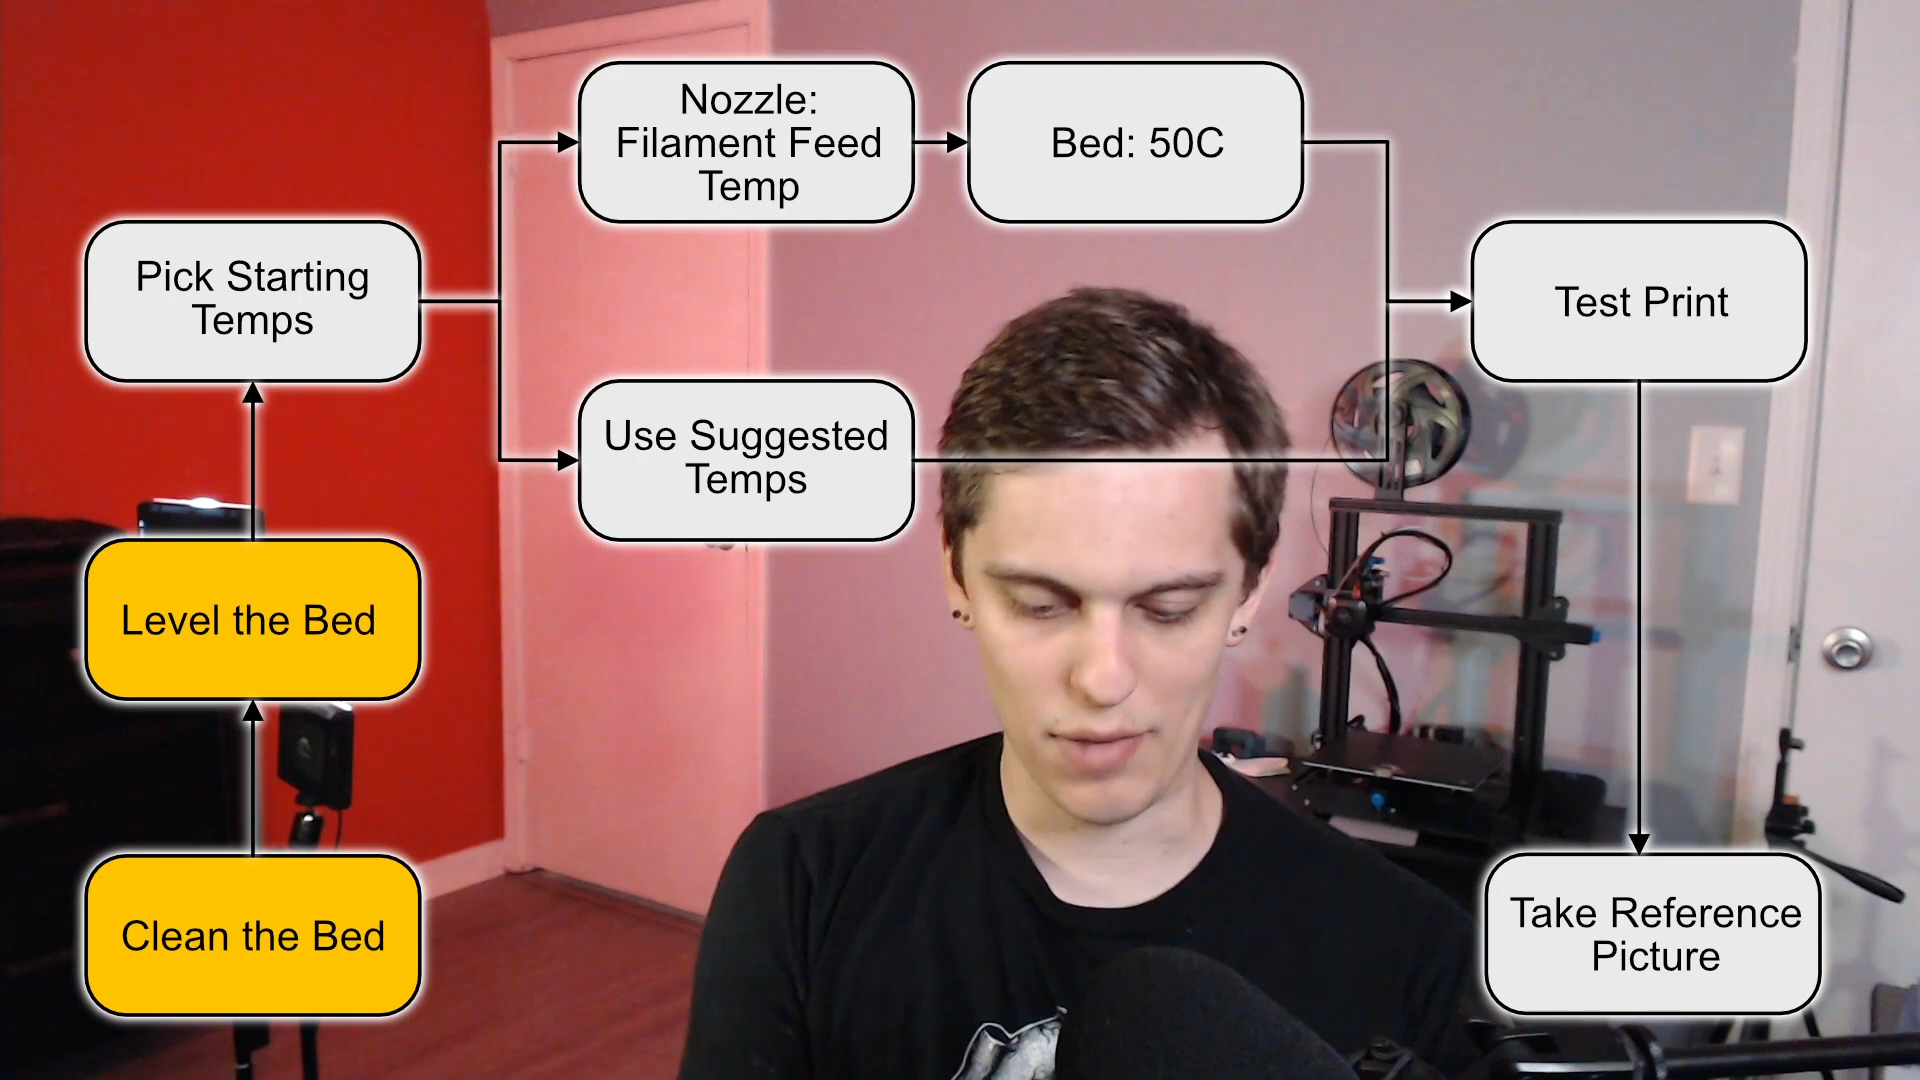 Nozzle:
Filament Feed
Temp
Bed: 50C
Pick Starting
Temps
Test Print
Use Suggested
Temps
Level the Bed
Clean the Bed
Take Reference
Picture